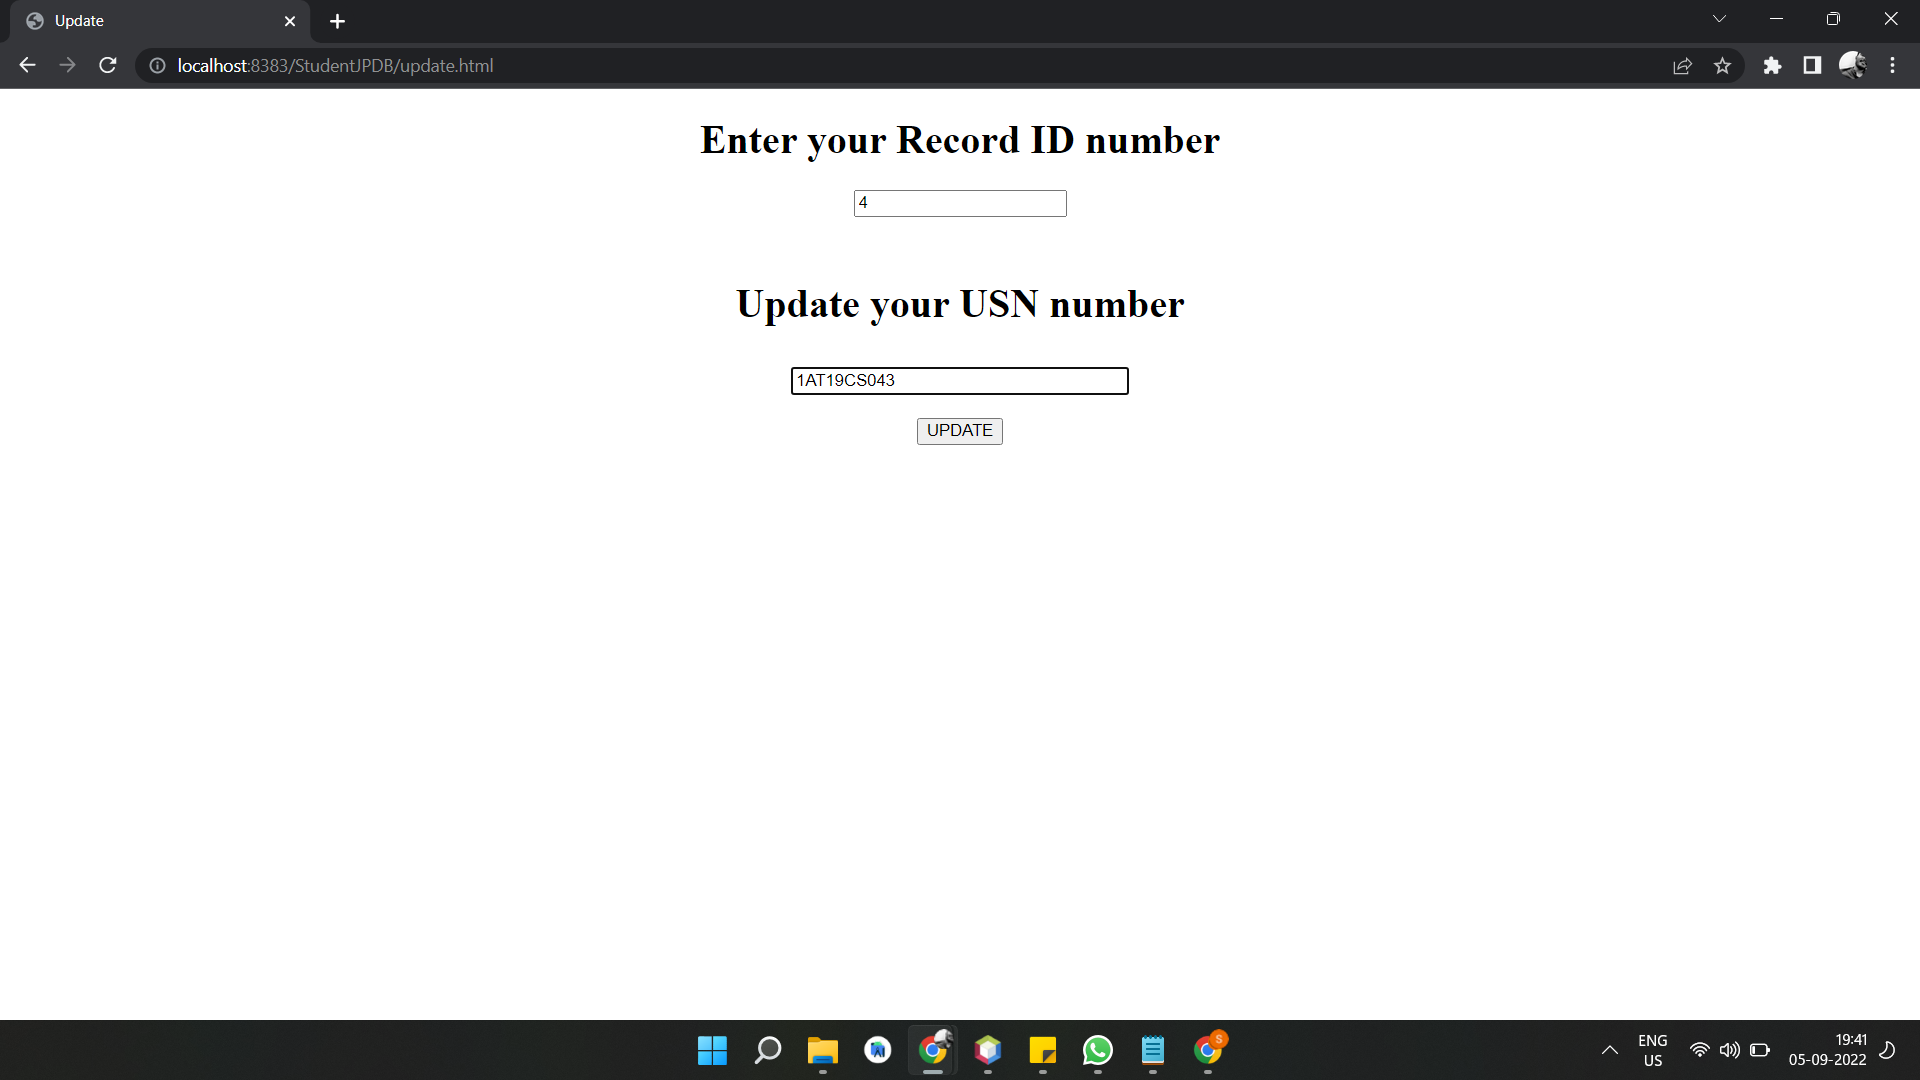 Update
localhost:8383/StudentJPDB/update.html
Enter your Record ID number
4
Update your USN number
1AT19CS043
UPDATE
S
ENG
US
19:41
05-09-2022